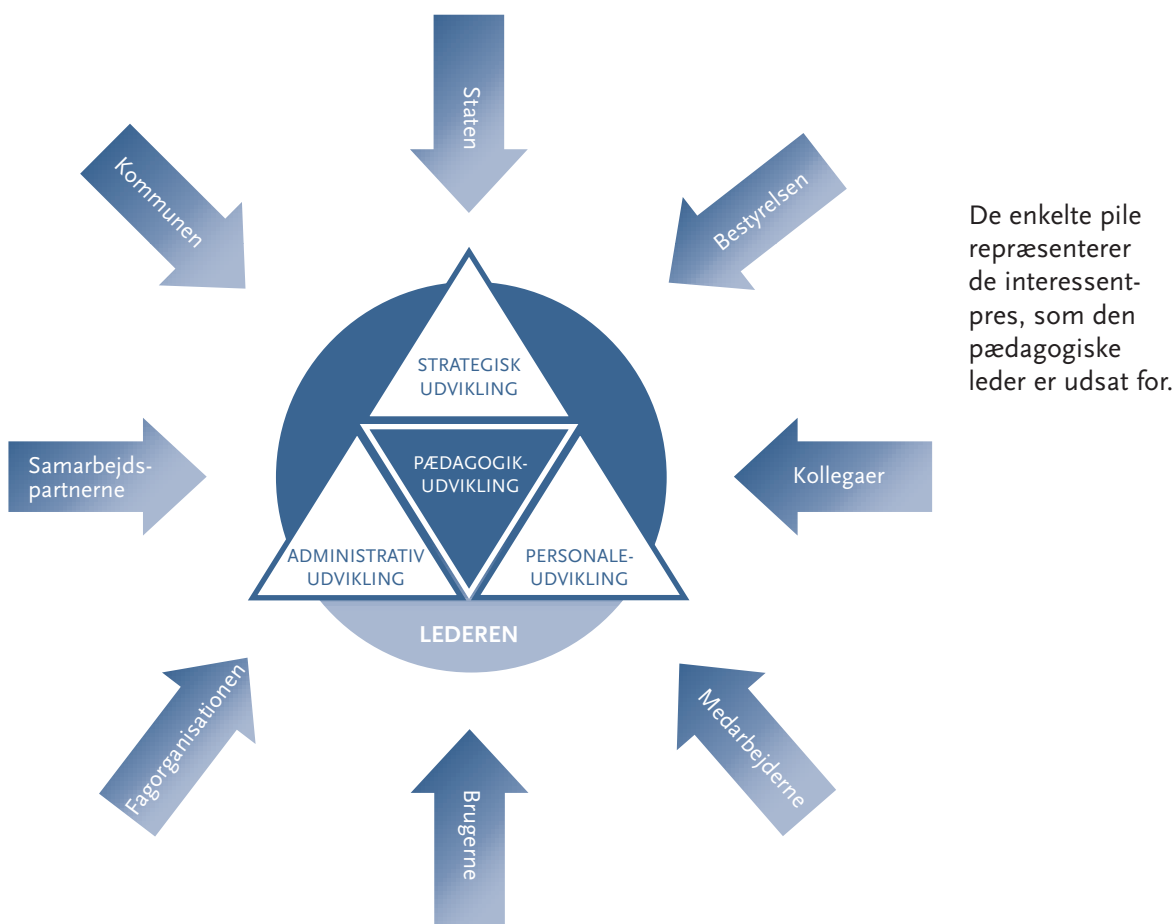 Staten
Kommunen
Bestyrelsen
De enkelte pile
repræsenterer
de interessent-
pres, som den
pædagogiske
leder er udsat for.
STRATEGISK
UDVIKLING
Samarbejds-
partnerne
PÆDAGOGIK-
UDVIKLING
Kollegaer
ADMINISTRATIV
UDVIKLING
PERSONALE-
UDVIKLING
LEDEREN
Fagorganisationen
Medarbejderne
Brugerne